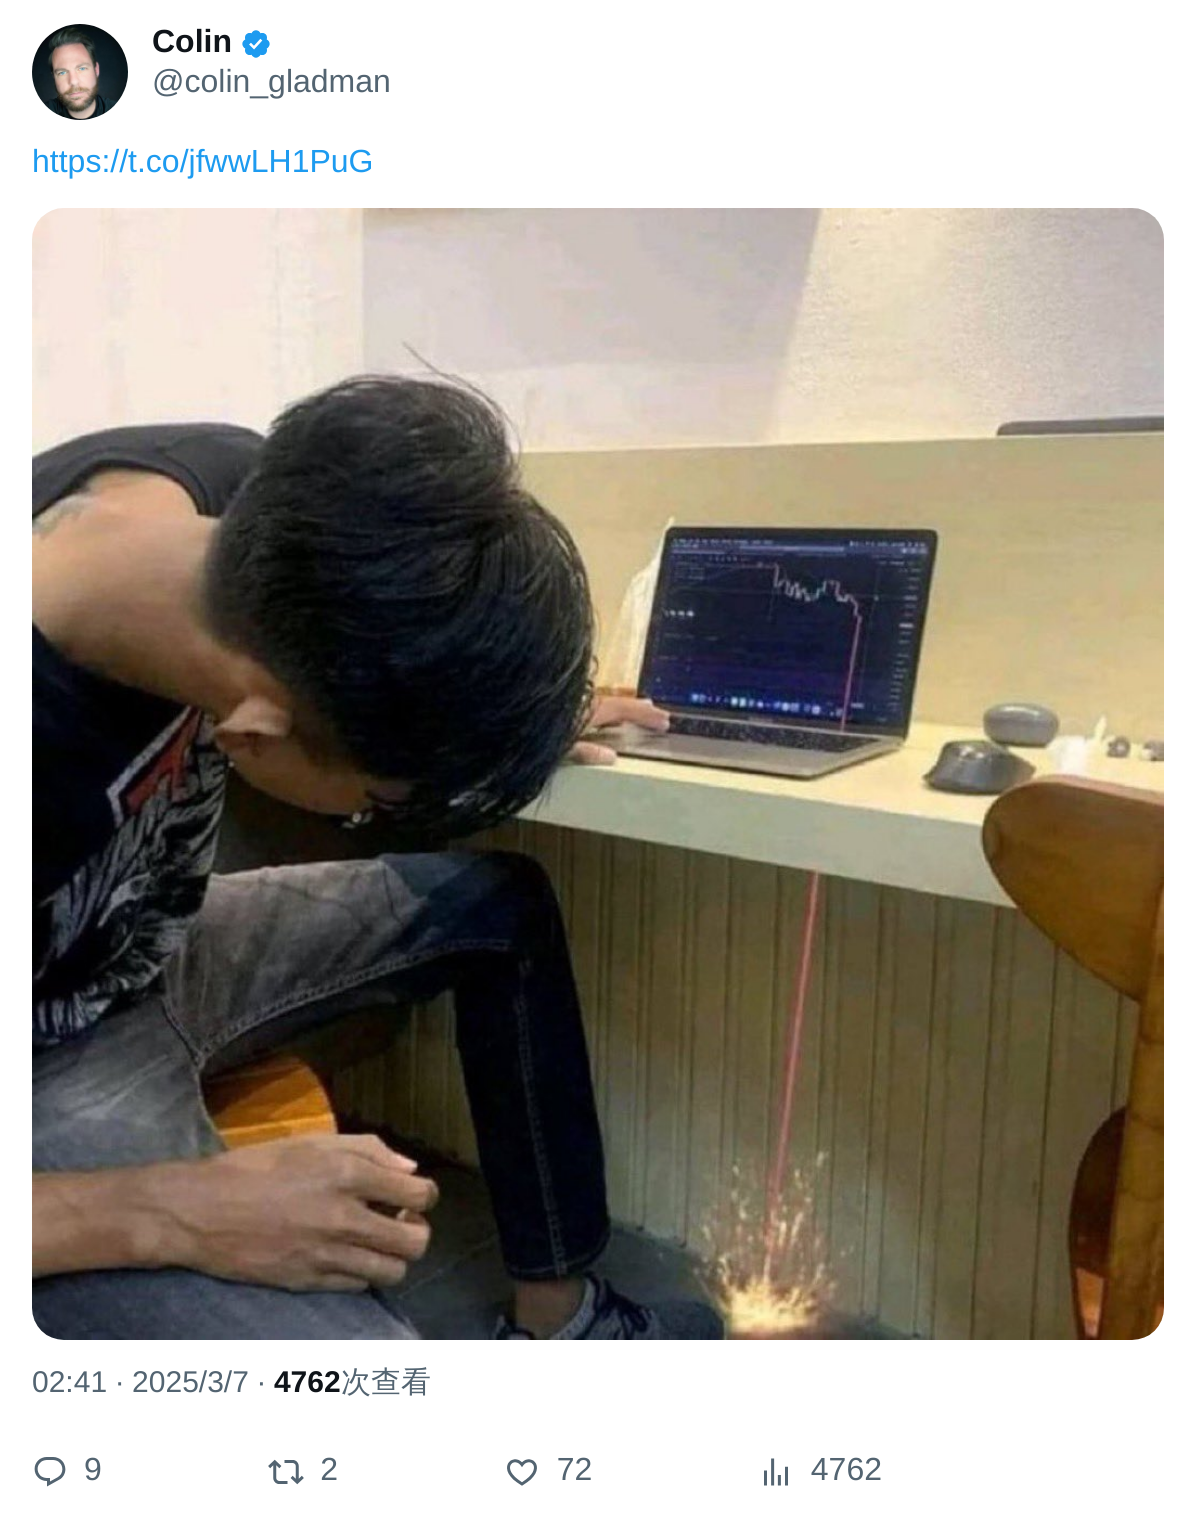 Colin
@colin_gladman
https://t.co/jfwwLH1PuG
02:41 · 2025/3/7 · 4762次查看
9 2 72 4762